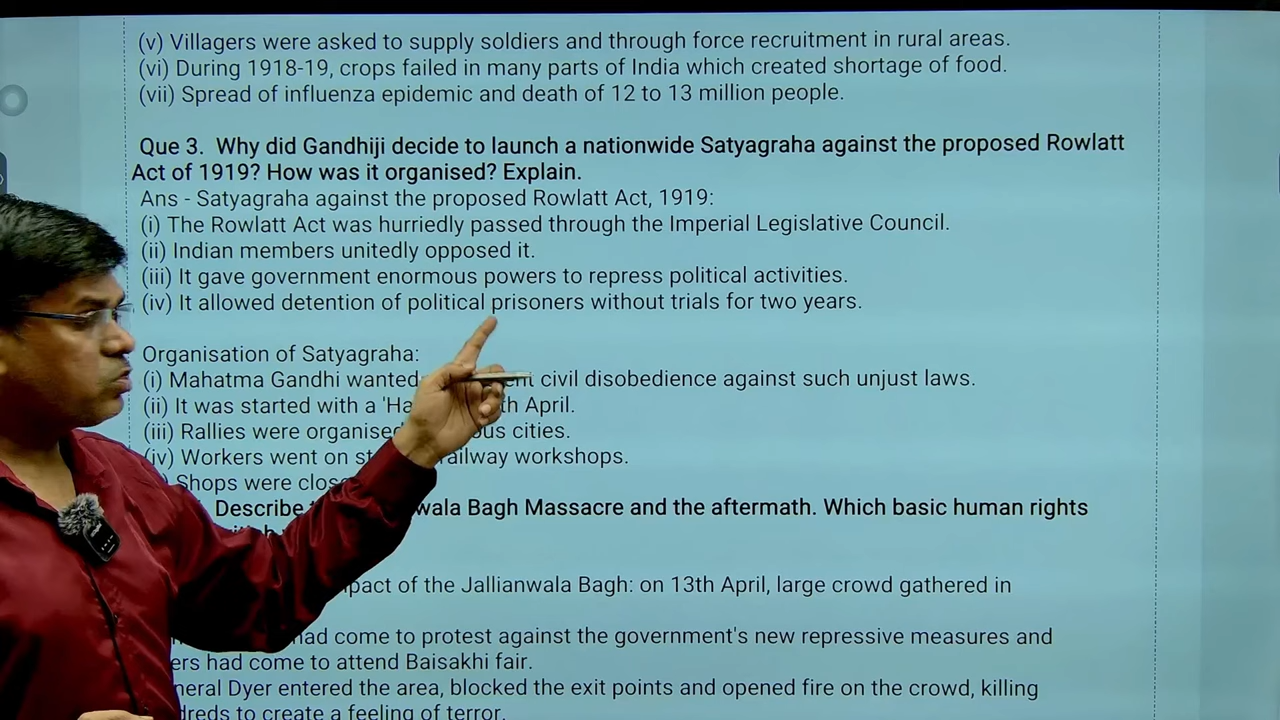 (v) Villagers were asked to supply soldiers and through force recruitment in rural areas.
(vi) During 1918-19, crops failed in many parts of India which created shortage of food.
(vii) Spread of influenza epidemic and death of 12 to 13 million people.
Que 3. Why did Gandhiji decide to launch a nationwide Satyagraha against the proposed Rowlatt
Act of 1919? How was it organised? Explain.
Ans - Satyagraha against the proposed Rowlatt Act, 1919:
(i) The Rowlatt Act was hurriedly passed through the Imperial Legislative Council.
(ii) Indian members unitedly opposed it.
(iii) It gave government enormous powers to repress political activities.
(iv) It allowed detention of political prisoners without trials for two years.
Organisation of Satyagraha:
(i) Mahatma Gandhi wanted civil disobedience against such unjust laws.
(ii) It was started with a April.
(iii) Rallies were organised cities.
(iv) Workers went on railway workshops.
Shops were
Describe Bagh Massacre and the aftermath. Which basic human rights
of the Jallianwala Bagh: on 13th April, large crowd gathered in
had come to protest against the government's new repressive measures and
had come to attend Baisakhi fair.
Dyer entered the area, blocked the exit points and opened fire on the crowd, killing
to create a feeling of terror.